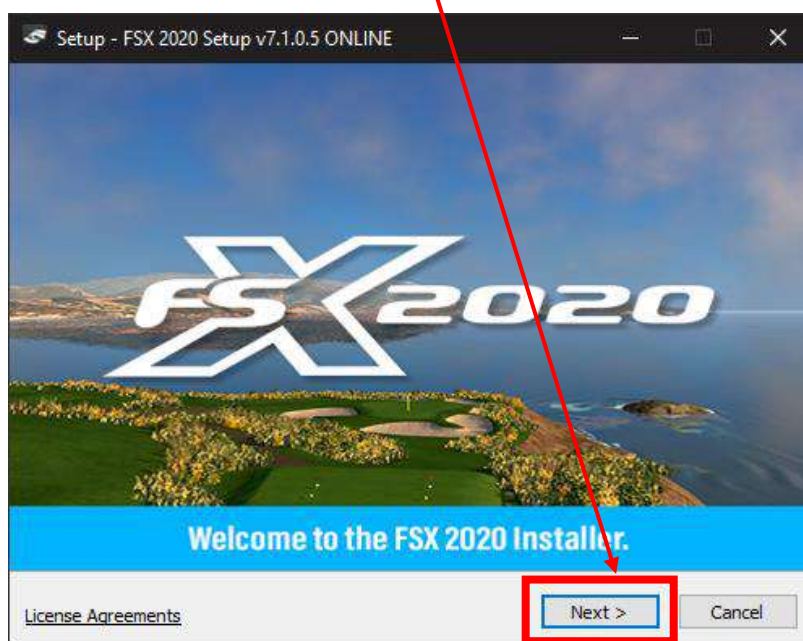 Setup - FSX 2020 Setup v7.1.0.5 ONLINE
FSX 2020
Welcome to the FSX 2020 Installer.
License Agreements
Next >
Cancel